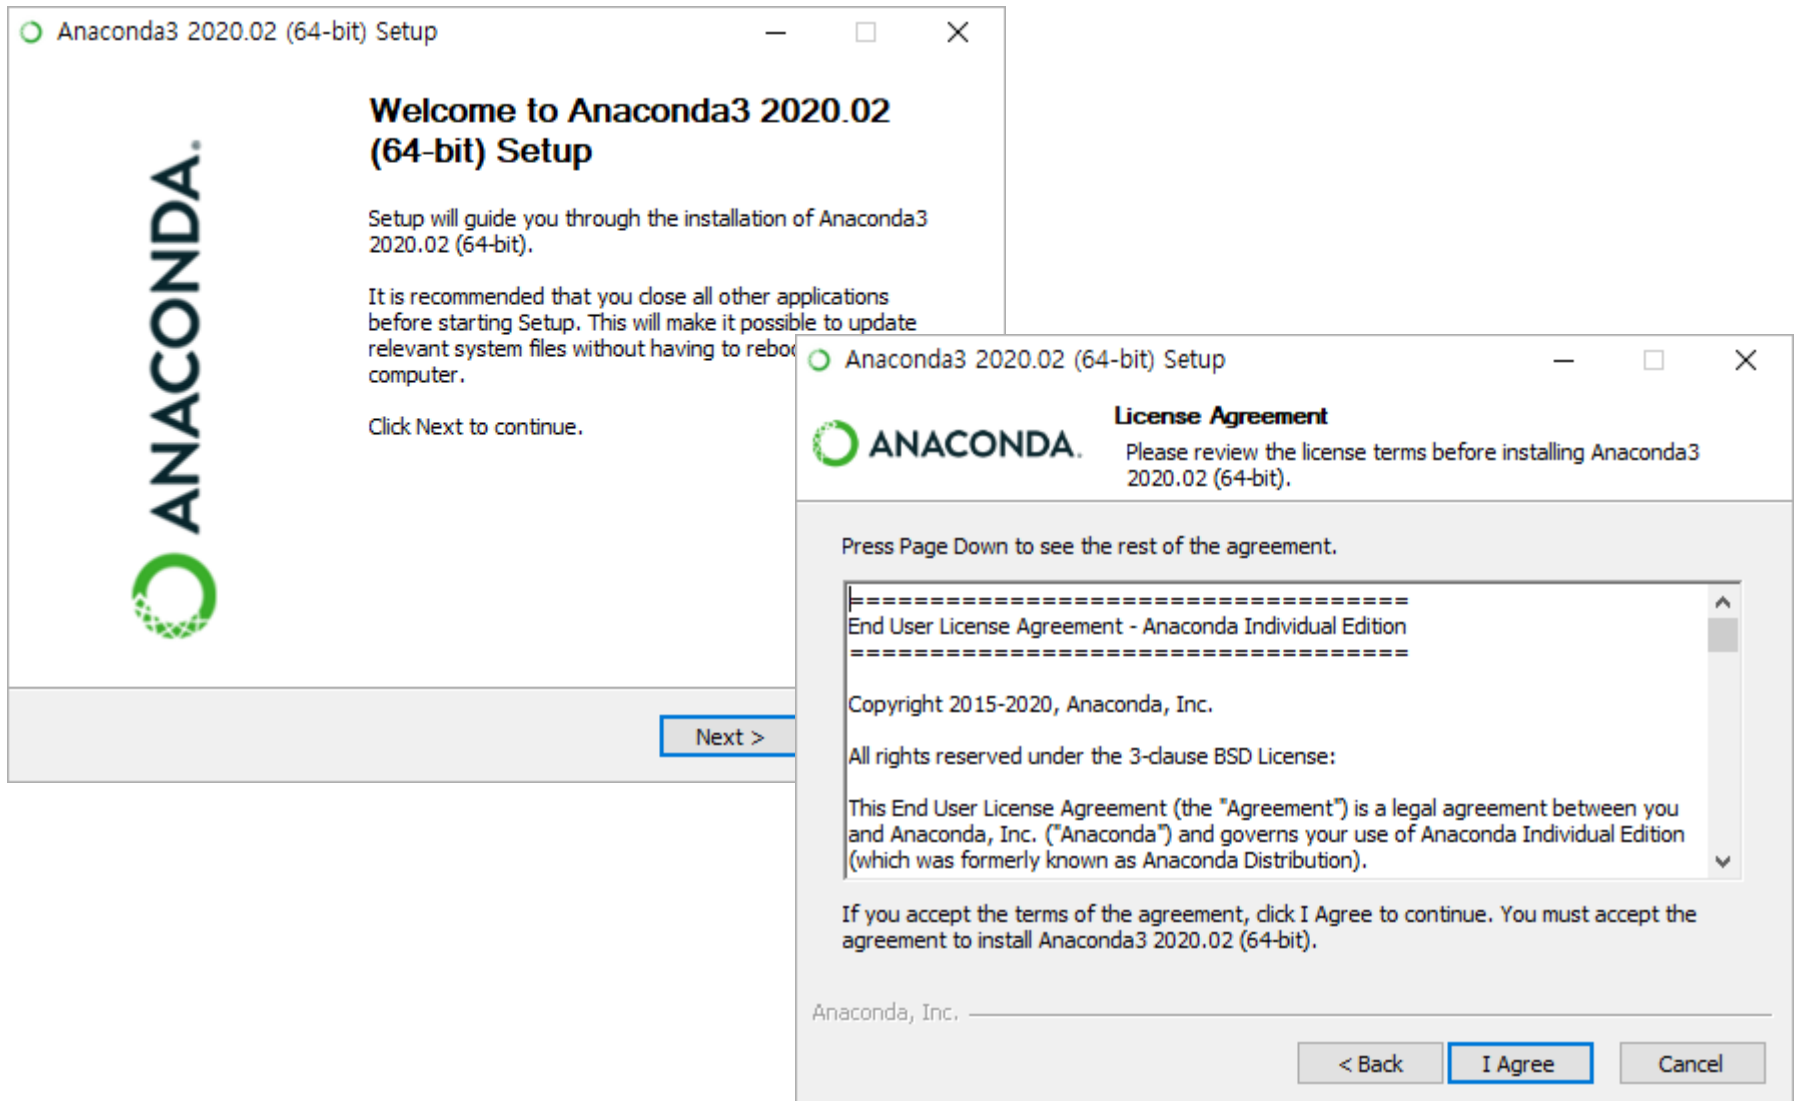 Anaconda3 2020.02 (64-bit) Setup
ANACONDA.
Welcome to Anaconda3 2020.02
(64-bit) Setup
Setup will guide you through the installation of Anaconda3
2020.02 (64-bit).
It is recommended that you close all other applications
before starting Setup. This will make it possible to update
relevant system files without having to
computer.
Click Next to continue.
Next >
Anaconda3 2020.02 (64-bit) Setup
ANACONDA.
License Agreement
Please review the license terms before installing Anaconda3
2020.02 (64-bit).
Press Page Down to see the rest of the agreement.
===================================
End User License Agreement - Anaconda Individual Edition
===================================
Copyright 2015-2020, Anaconda, Inc.
All rights reserved under the 3-clause BSD License:
This End User License Agreement (the "Agreement") is a legal agreement between you
and Anaconda, Inc. ("Anaconda") and governs your use of Anaconda Individual Edition
(which was formerly known as Anaconda Distribution).
If you accept the terms of the agreement, click I Agree to continue. You must accept the
agreement to install Anaconda3 2020.02 (64-bit).
Anaconda, Inc.
< Back
I Agree
Cancel